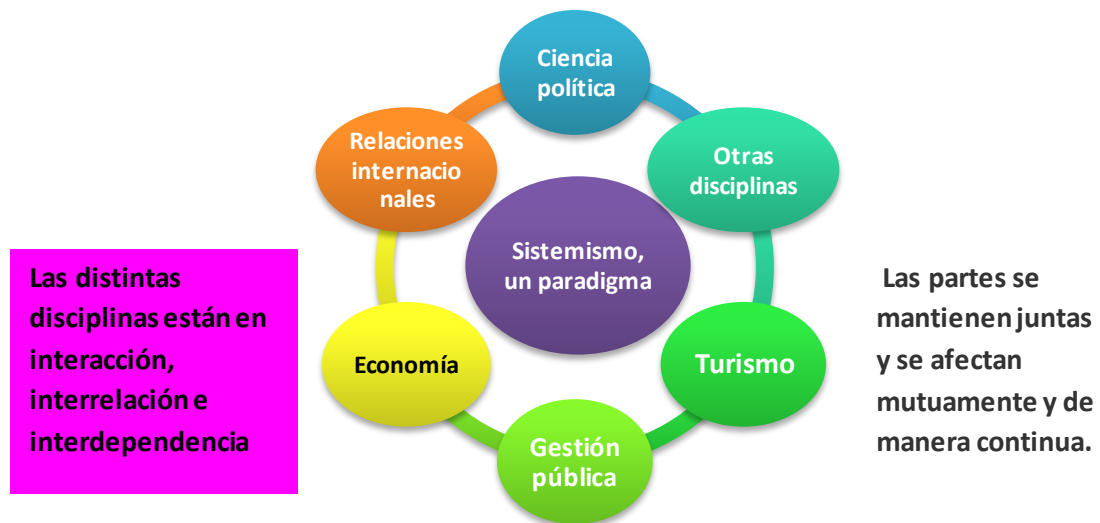 Ciencia
política
Relaciones
internacio
nales
Otras
disciplinas
Sistemismo,
un paradigma
Las distintas
disciplinas están en
interacción,
interrelación e
interdependencia
Las partes se
mantienen juntas
y se afectan
mutuamente y de
manera continua.
Economía
Turismo
Gestión
pública